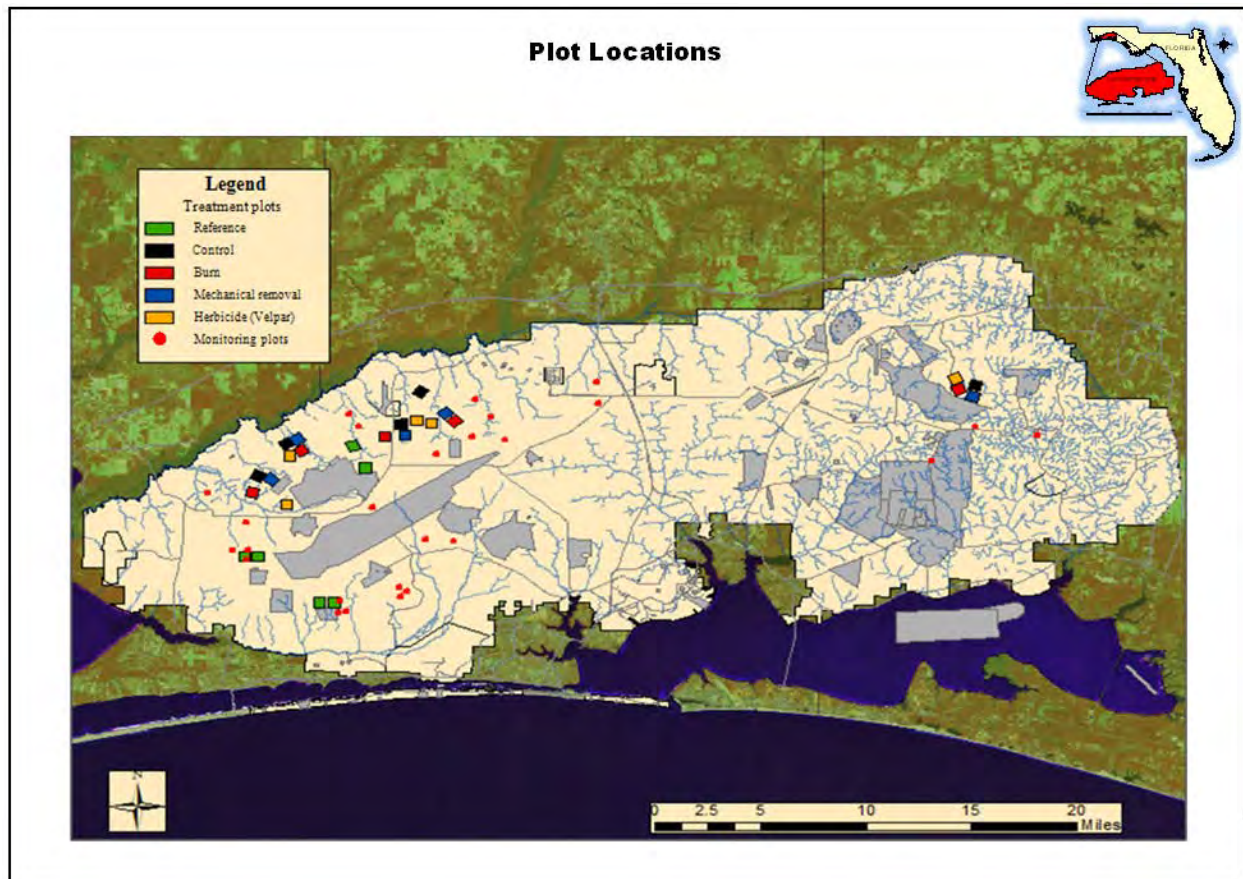 Plot Locations
FLORIDA
Legend
Treatment plots
Reference
Control
Burn
Mechanical removal
Herbicide (Velpar)
Monitoring plots
N
0 2.5 5 10 15 20
Miles